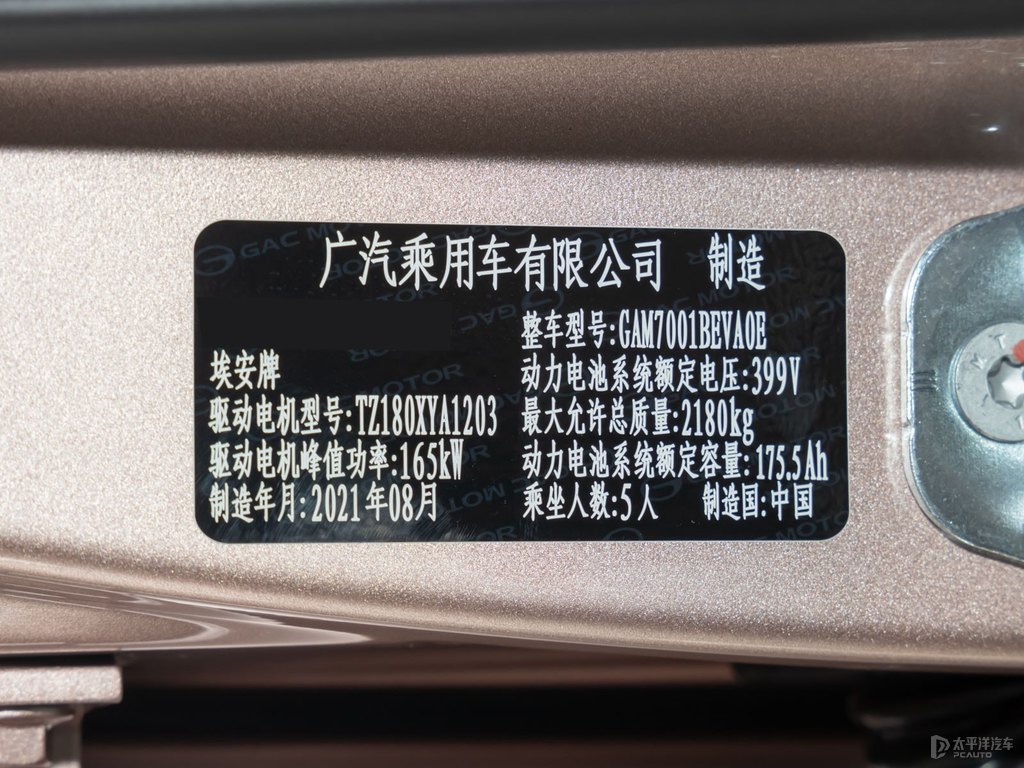 广汽乘用车有限公司 制造
整车型号:GAM7001BEVA0E
埃安牌
动力电池系统额定电压:399V
驱动电机型号:TZ180XYA1203
最大允许总质量:2180kg
驱动电机峰值功率:165kW
动力电池系统额定容量:175.5Ah
制造年月:2021年08月
乘坐人数:5人 制造国:中国
GAC MOTOR
太平洋汽车
PCAUTO